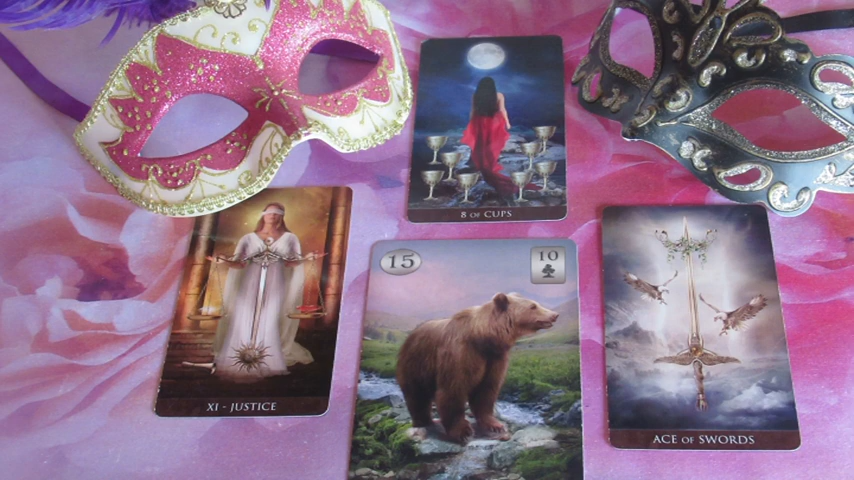 8 OF CUPS
XI - JUSTICE
15
10
ACE OF SWORDS